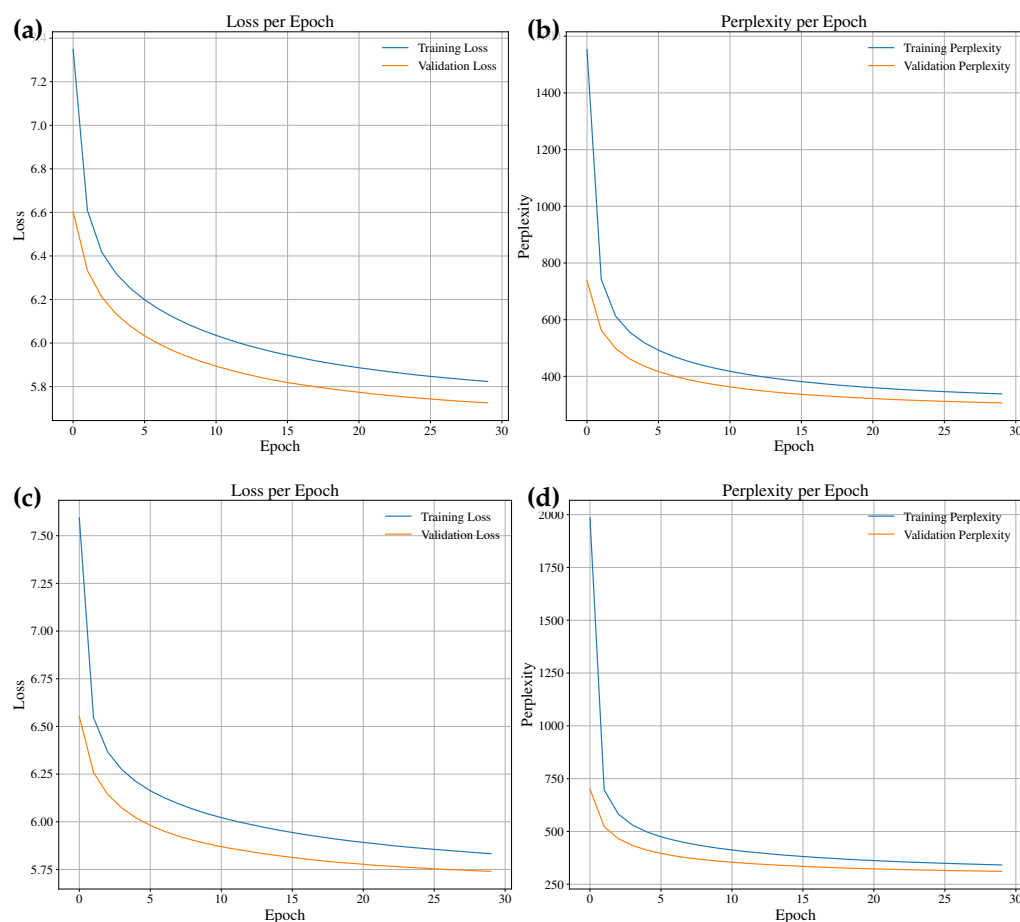 (a)
Loss per Epoch
7.4
7.2
7.0
6.8
6.6
6.4
6.2
6.0
5.8
Loss
Training Loss
Validation Loss
0 5 10 15 20 25 30
Epoch
(b)
Perplexity per Epoch
1400
1200
1000
800
600
400
Perplexity
Training Perplexity
Validation Perplexity
0 5 10 15 20 25 30
Epoch
(c)
Loss per Epoch
7.50
7.25
7.00
6.75
6.50
6.25
6.00
5.75
Loss
Training Loss
Validation Loss
0 5 10 15 20 25 30
Epoch
(d)
Perplexity per Epoch
2000
1750
1500
1250
1000
750
500
250
Perplexity
Training Perplexity
Validation Perplexity
0 5 10 15 20 25 30
Epoch